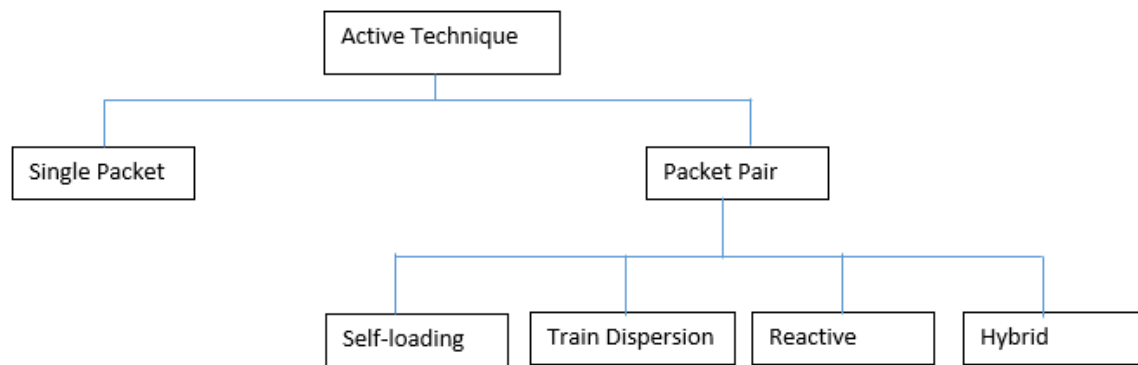 Active Technique
Single Packet
Packet Pair
Self-loading
Train Dispersion
Reactive
Hybrid